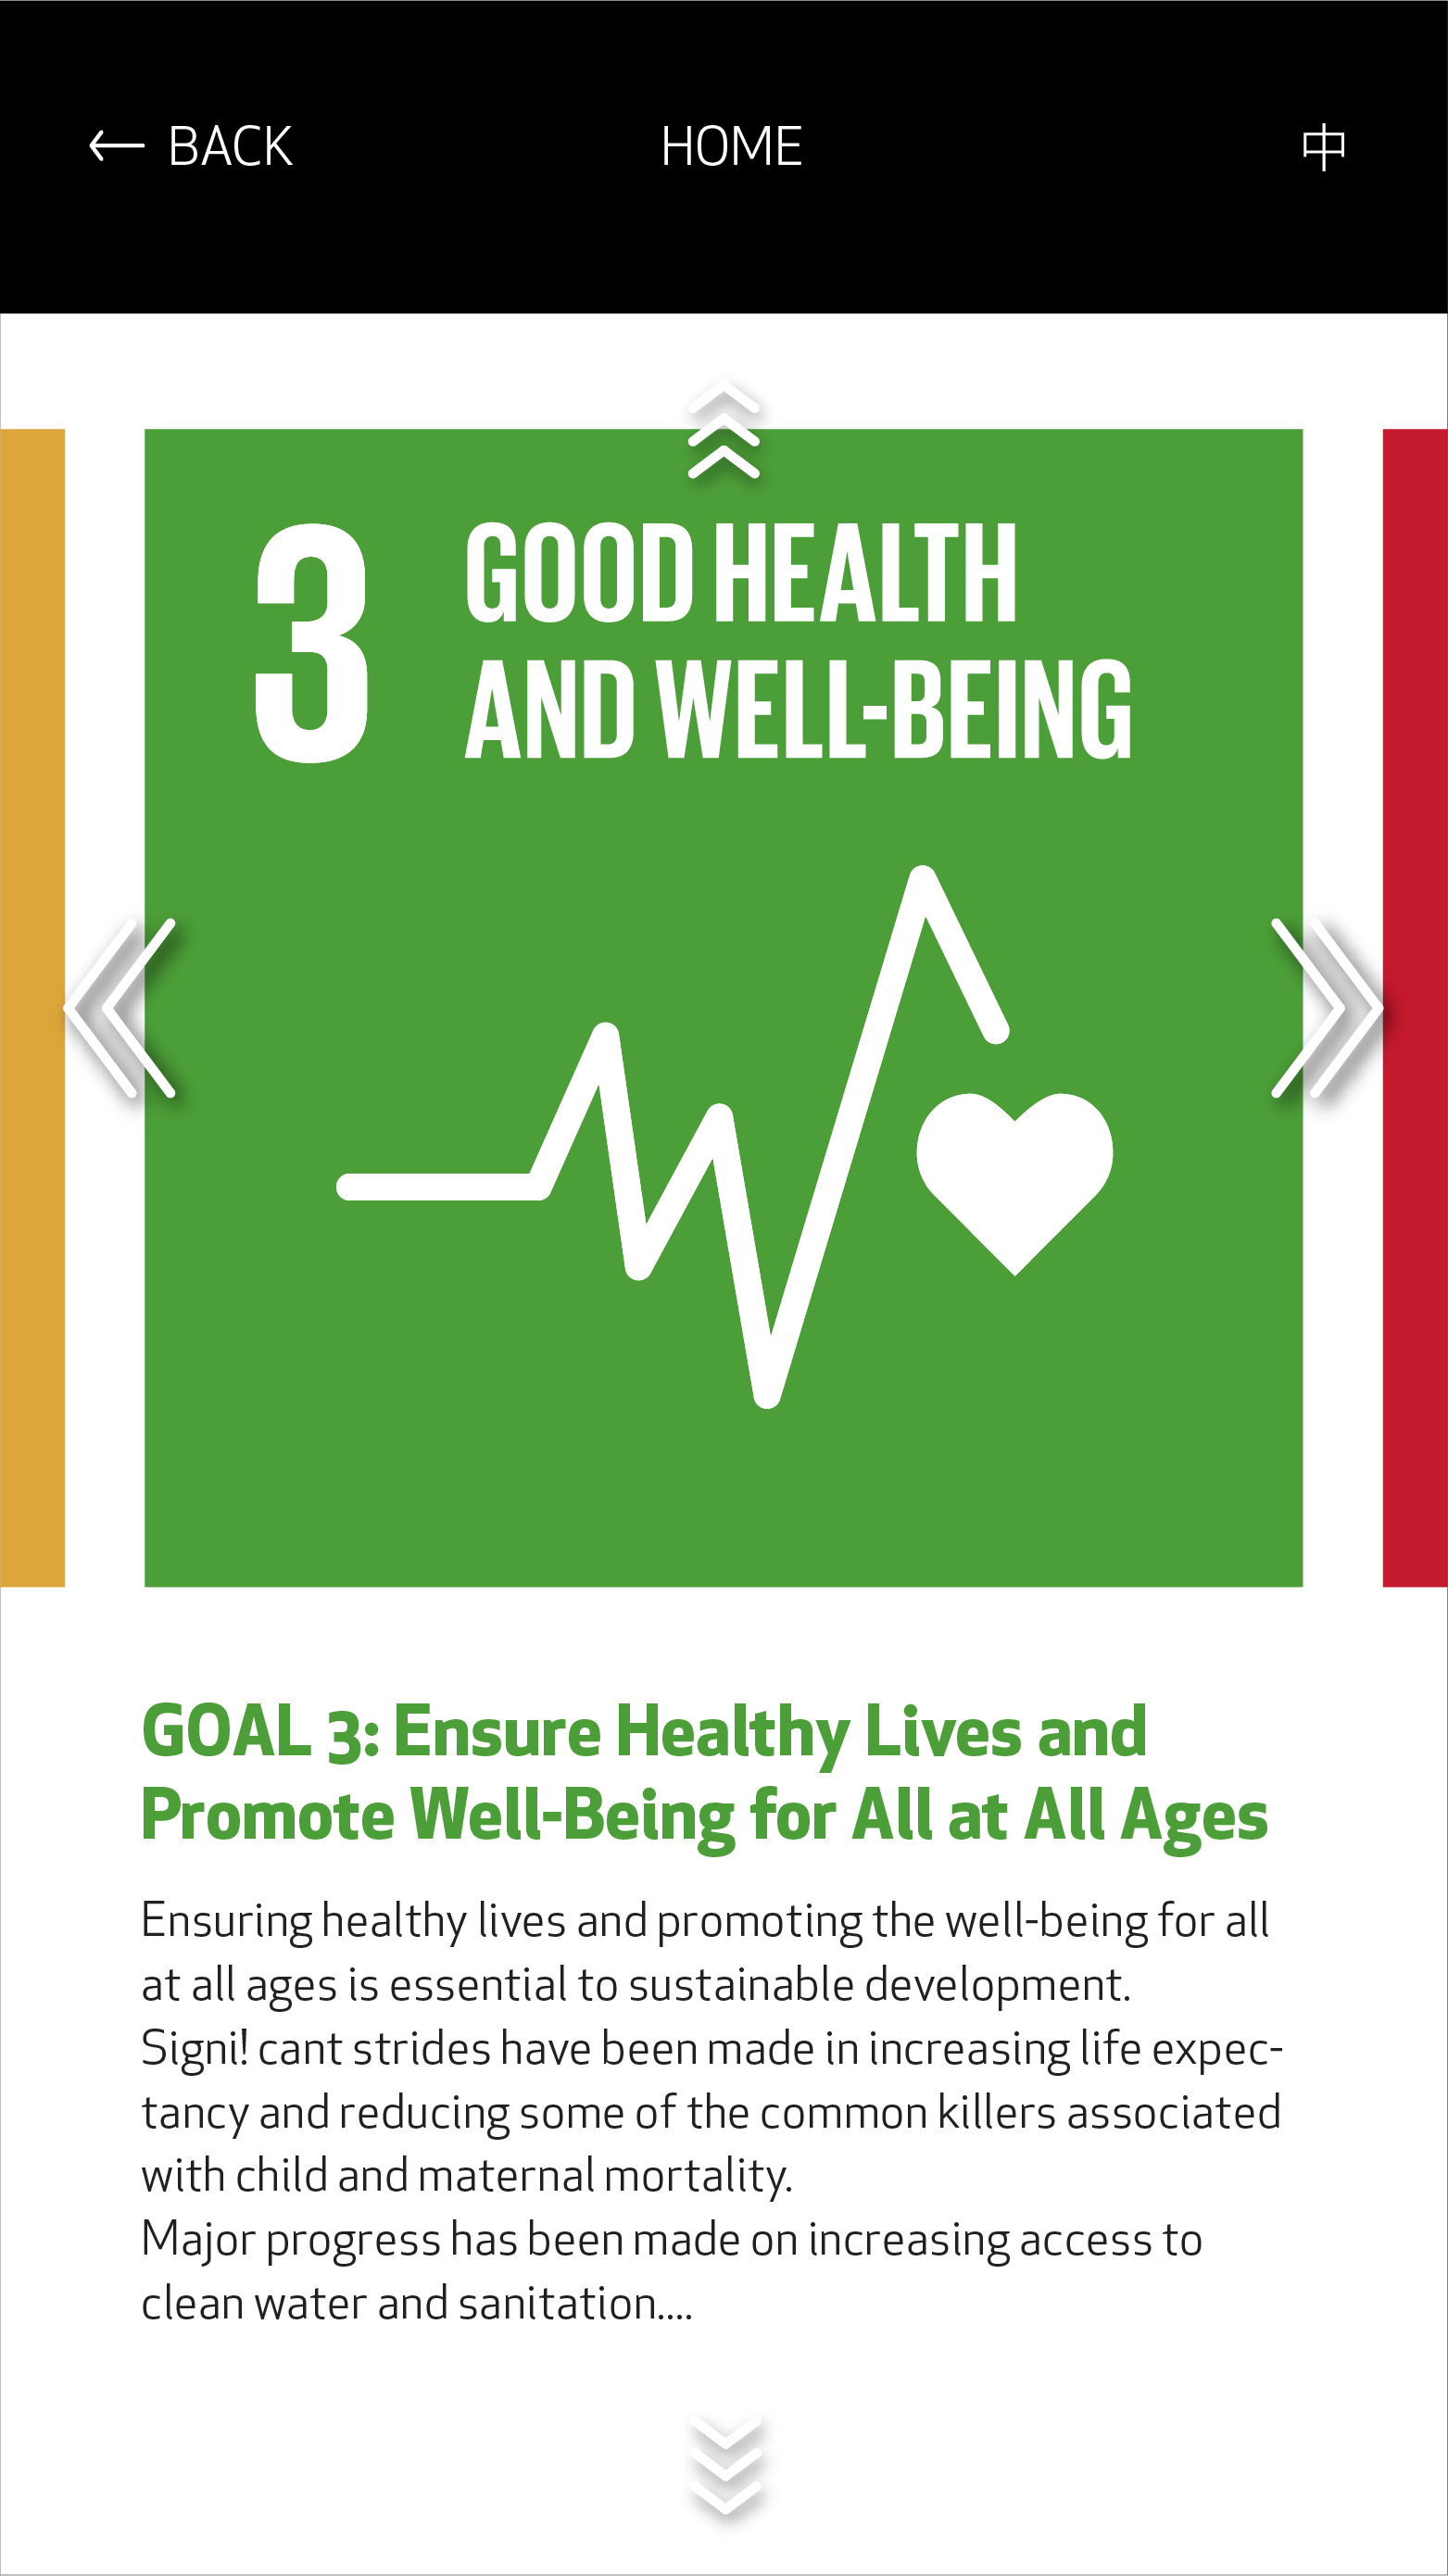 BACK
HOME
中
3
GOOD HEALTH
AND WELL-BEING
GOAL 3: Ensure Healthy Lives and
Promote Well-Being for All at All Ages
Ensuring healthy lives and promoting the well-being for all
at all ages is essential to sustainable development.
Signi! cant strides have been made in increasing life expec-
tancy and reducing some of the common killers associated
with child and maternal mortality.
Major progress has been made on increasing access to
clean water and sanitation....